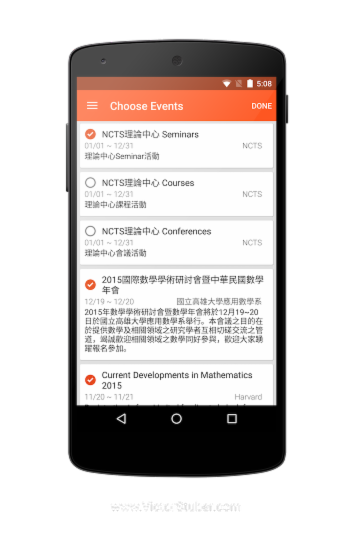 5:08
Choose Events
DONE
NCTS理論中心 Seminars
01/01 ~ 12/31
NCTS
理論中心Seminar活動
NCTS理論中心 Courses
01/01 ~ 12/31
NCTS
理論中心課程活動
NCTS理論中心 Conferences
01/01 ~ 12/31
NCTS
理論中心會議活動
2015國際數學學術研討會暨中華民國數學
年會
12/19 ~ 12/20
國立高雄大學應用數學系
2015年數學學術研討會暨數學年會將於12月19~20
日於國立高雄大學應用數學系舉行。本會議之目的在
於提供數學及相關領域之研究學者互相切磋交流之管
道，竭誠歡迎相關領域之數學同好參與，歡迎大家踴
躍報名參加。
Current Developments in Mathematics
2015
11/20 ~ 11/21
Harvard
www.VictorStuber.com